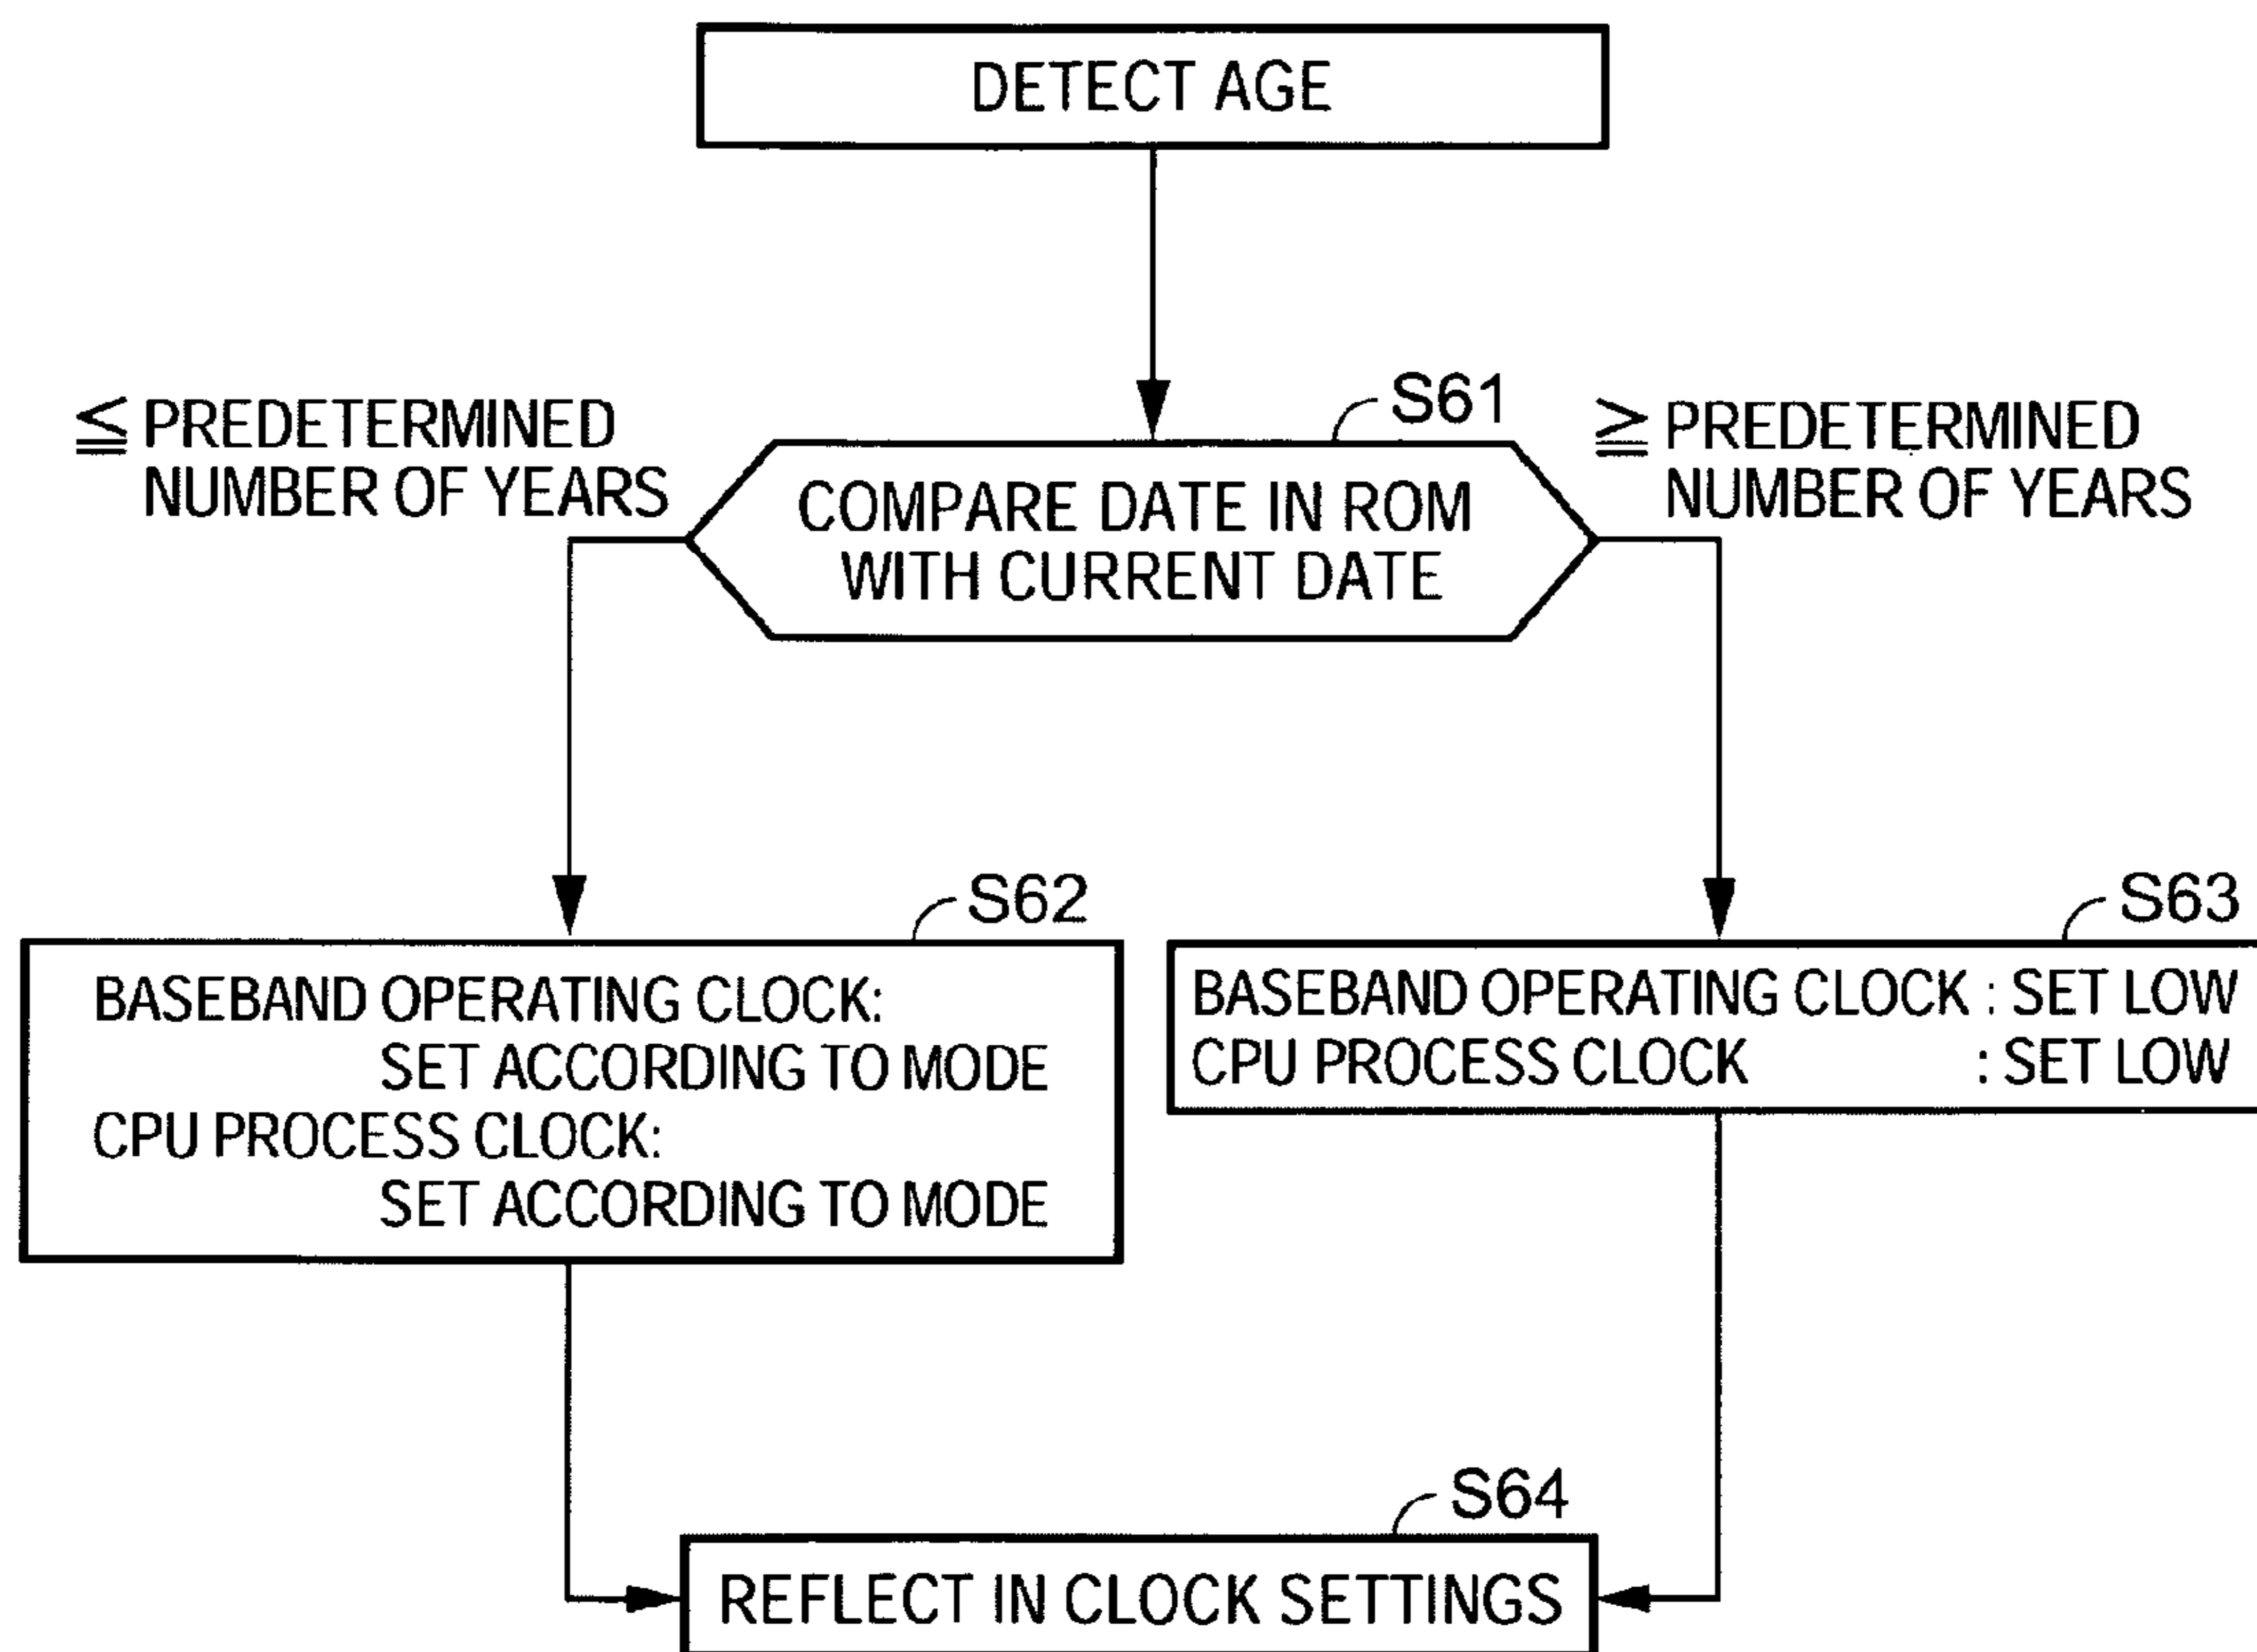 DETECT AGE
S61
≦ PREDETERMINED
NUMBER OF YEARS
≧ PREDETERMINED
NUMBER OF YEARS
COMPARE DATE IN ROM
WITH CURRENT DATE
S62
BASEBAND OPERATING CLOCK:
SET ACCORDING TO MODE
CPU PROCESS CLOCK:
SET ACCORDING TO MODE
S63
BASEBAND OPERATING CLOCK : SET LOW
CPU PROCESS CLOCK : SET LOW
S64
REFLECT IN CLOCK SETTINGS